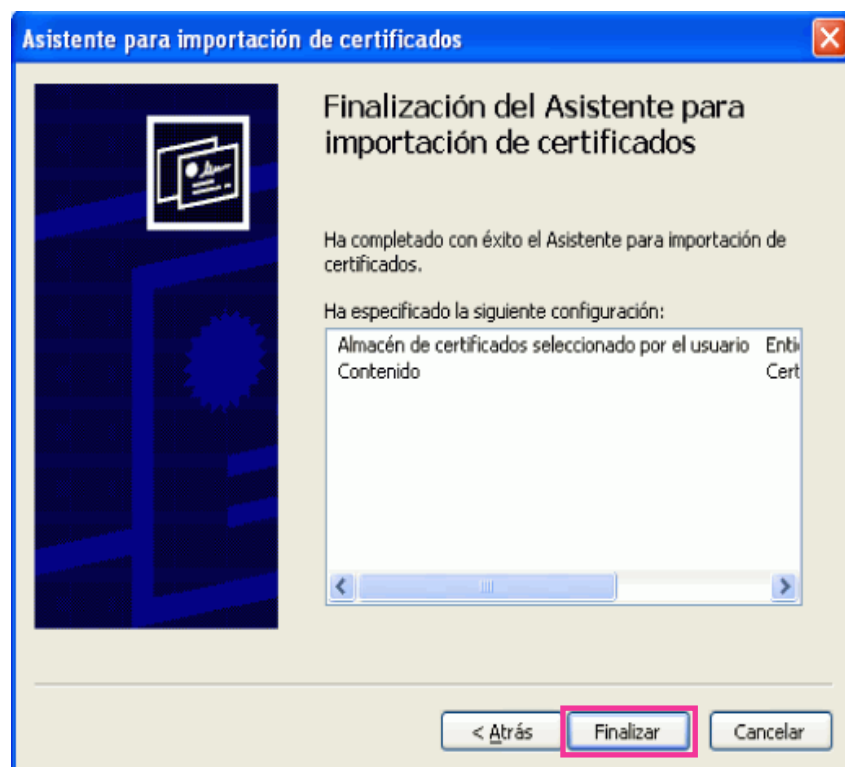 Asistente para importación de certificados
Finalización del Asistente para
importación de certificados
Ha completado con éxito el Asistente para importación de
certificados.
Ha especificado la siguiente configuración:
Almacén de certificados seleccionado por el usuario Enti
Contenido Cert
< Atrás Finalizar Cancelar